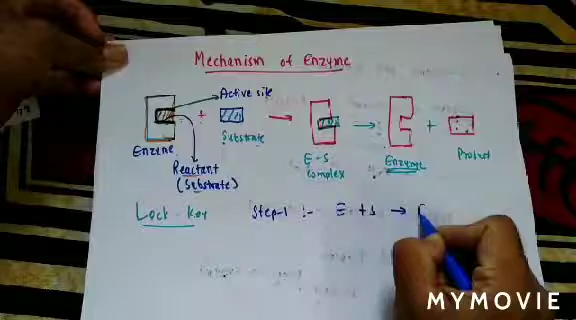 Mechanism of Enzyme
Active site
+
Substrate
+
Enzyme
E-S
Complex
Enzyme
Product
Reactant
(Substrate)
Lock-Key
Step-1 :- E + S →
MYMOVIE